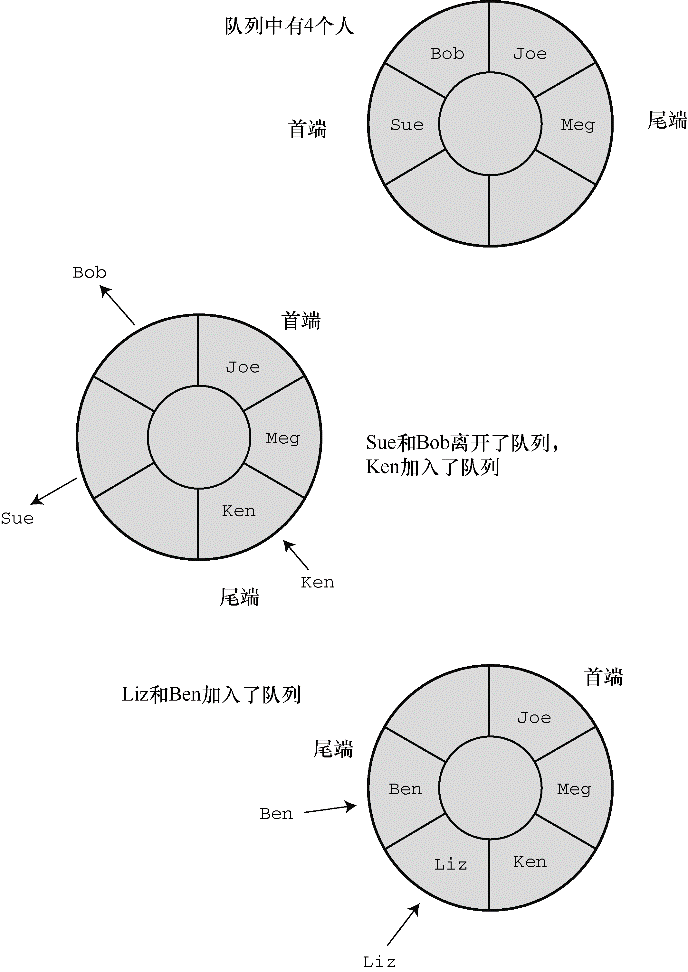 队列中有4个人
Bob
Joe
首端
Sue
Meg
尾端
Bob
首端
Joe
Meg
Sue和Bob离开了队列，
Ken加入了队列
Sue
Ken
Ken
尾端
Liz和Ben加入了队列
首端
Joe
尾端
Ben
Meg
Ben
Liz
Ken
Liz